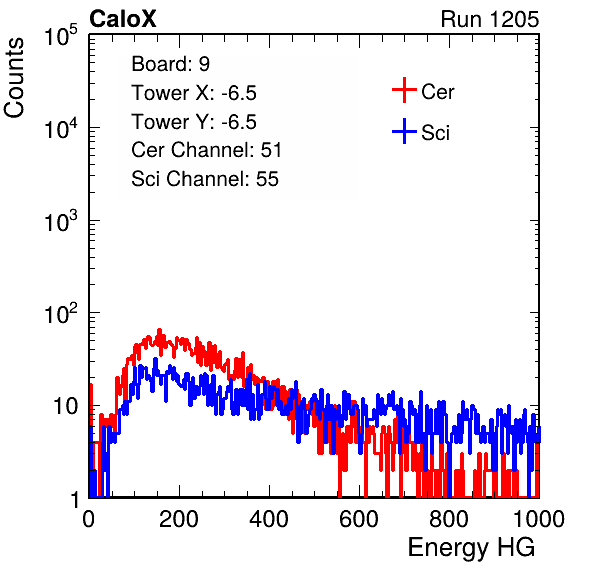 CaloX Run 1205
Counts
10^5
10^4
10^3
10^2
10
1
Board: 9
Tower X: -6.5
Tower Y: -6.5
Cer Channel: 51
Sci Channel: 55
Cer
Sci
0 200 400 600 800 1000
Energy HG